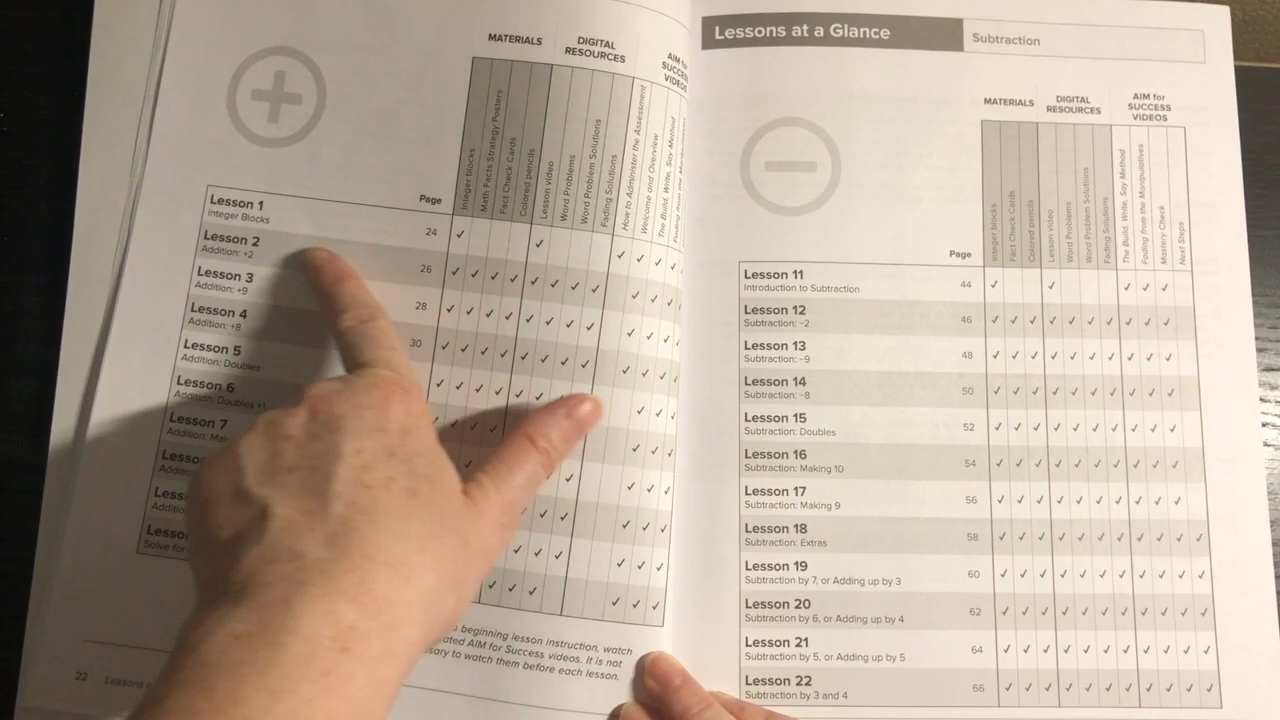 MATERIALS
DIGITAL
RESOURCES
AIM for
SUCCESS
VIDEOS
Integer blocks
Math Facts Strategy Posters
Fact Check Cards
Colored pencils
Lesson video
Word Problems
Word Problem Solutions
Fading Solutions
How to Administer the Assessment
Welcome and Overview
The Build, Write, Say Method
Page
Lesson 1
Integer Blocks
24
Lesson 2
Addition: +2
26
Lesson 3
Addition: +9
28
Lesson 4
Addition: +8
30
Lesson 5
Addition: Doubles
Lesson 6
Addition: Doubles +1
Lesson 7
Addition:
Solve for
beginning lesson instruction, watch
AIM for Success videos. It is not
to watch them before each lesson.
22 Lessons
Lessons at a Glance
Subtraction
MATERIALS
DIGITAL
RESOURCES
AIM for
SUCCESS
VIDEOS
Integer blocks
Fact Check Cards
Colored pencils
Lesson video
Word Problems
Word Problem Solutions
Fading Solutions
The Build, Write, Say Method
Fading from the Manipulatives
Mastery Check
Next Steps
Page
Lesson 11
Introduction to Subtraction
44
Lesson 12
Subtraction: −2
46
Lesson 13
Subtraction: −9
48
Lesson 14
Subtraction: −8
50
Lesson 15
Subtraction: Doubles
52
Lesson 16
Subtraction: Making 10
54
Lesson 17
Subtraction: Making 9
56
Lesson 18
Subtraction: Extras
58
Lesson 19
Subtraction by 7, or Adding up by 3
60
Lesson 20
Subtraction by 6, or Adding up by 4
62
Lesson 21
Subtraction by 5, or Adding up by 5
64
Lesson 22
Subtraction by 3 and 4
66